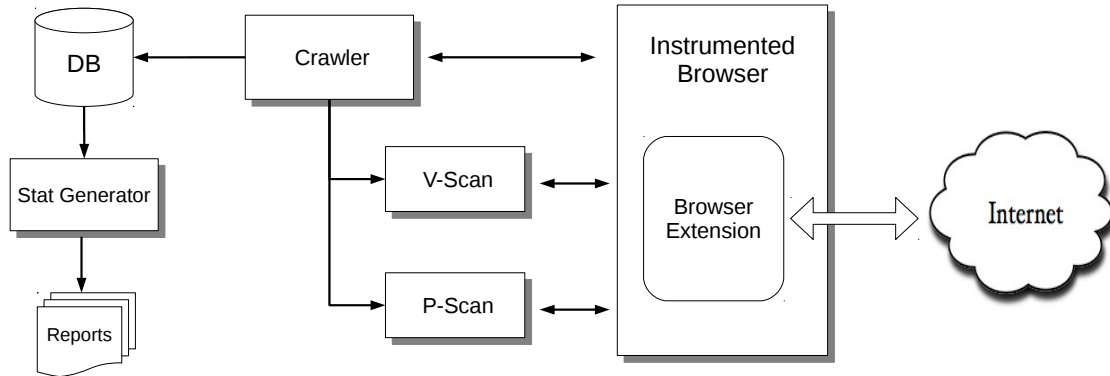 DB
Crawler
Instrumented
Browser
Stat Generator
V-Scan
Browser
Extension
Internet
P-Scan
Reports